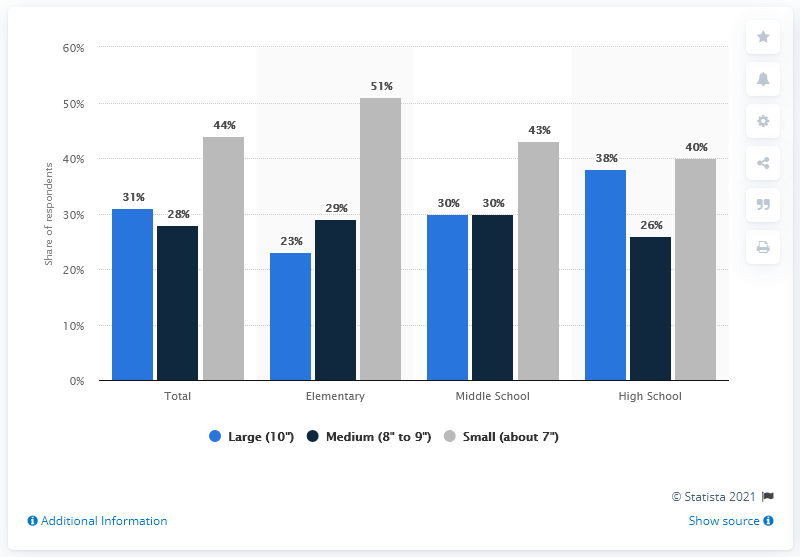 60%
50%
40%
30%
20%
10%
0%
Share of respondents
31%
28%
44%
23%
29%
51%
30%
30%
43%
38%
26%
40%
Total
Elementary
Middle School
High School
Large (10")
Medium (8" to 9")
Small (about 7")
© Statista 2021
Additional Information
Show source